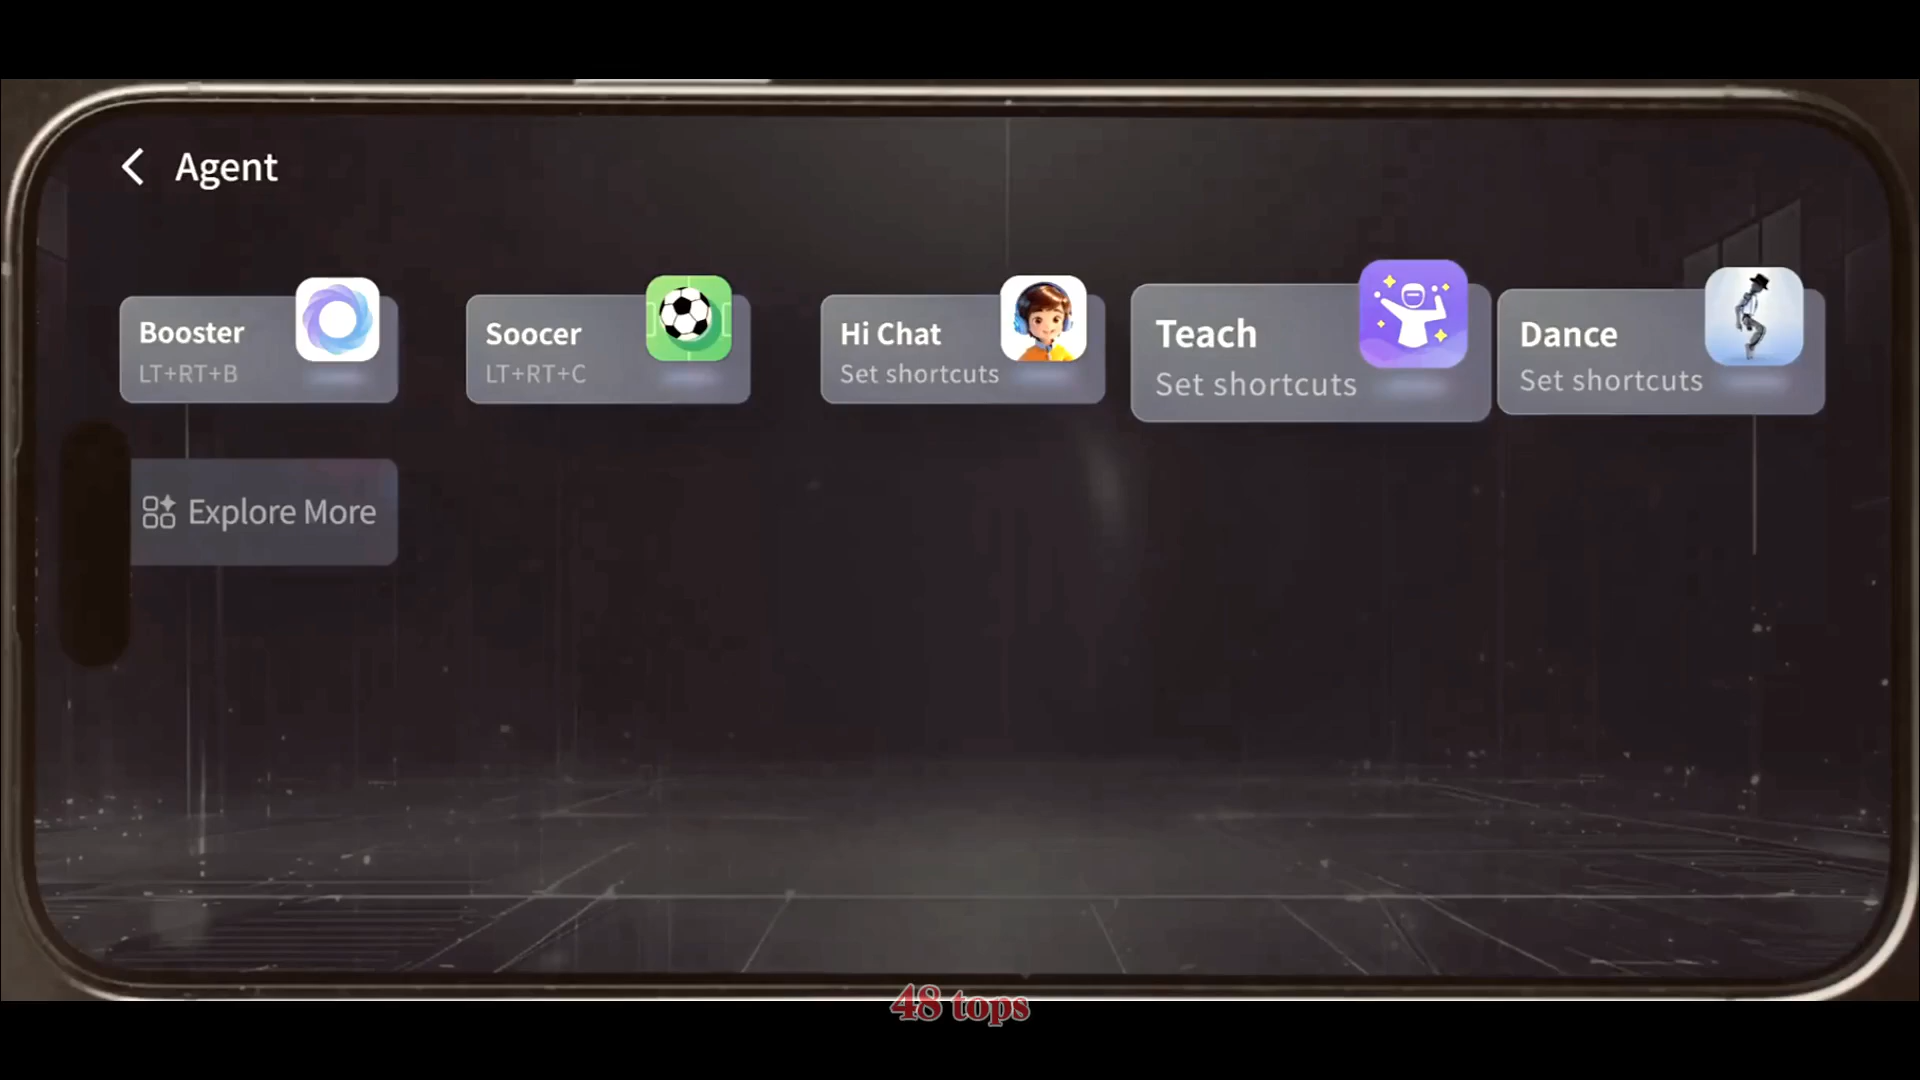 Agent
Booster
LT+RT+B
Soocer
LT+RT+C
Hi Chat
Set shortcuts
Teach
Set shortcuts
Dance
Set shortcuts
Explore More
48 tops